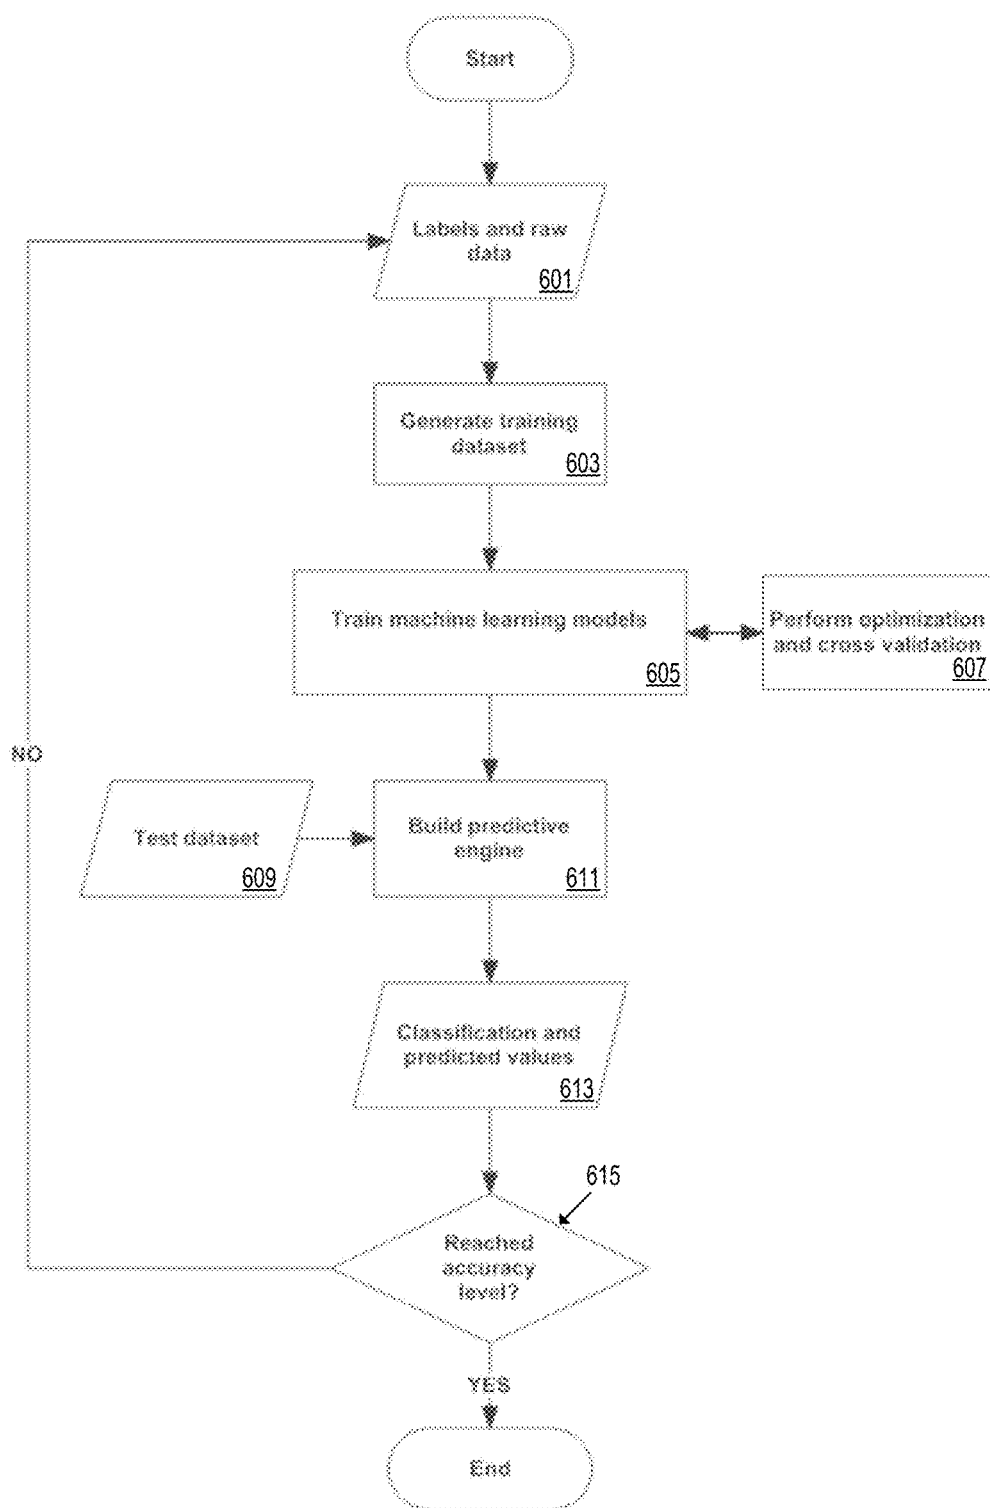 Start
Labels and raw
data
601
Generate training
dataset
603
Train machine learning models
605
Perform optimization
and cross validation
607
NO
Test dataset
609
Build predictive
engine
611
Classification and
predicted values
613
615
Reached
accuracy
level?
YES
End